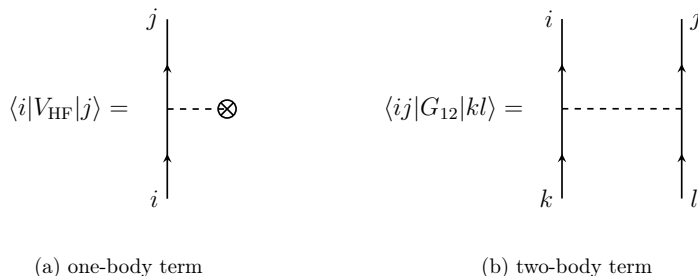 j
⟨i|V_HF|j⟩ =
i
(a) one-body term
i j
⟨ij|G_12|kl⟩ =
k l
(b) two-body term